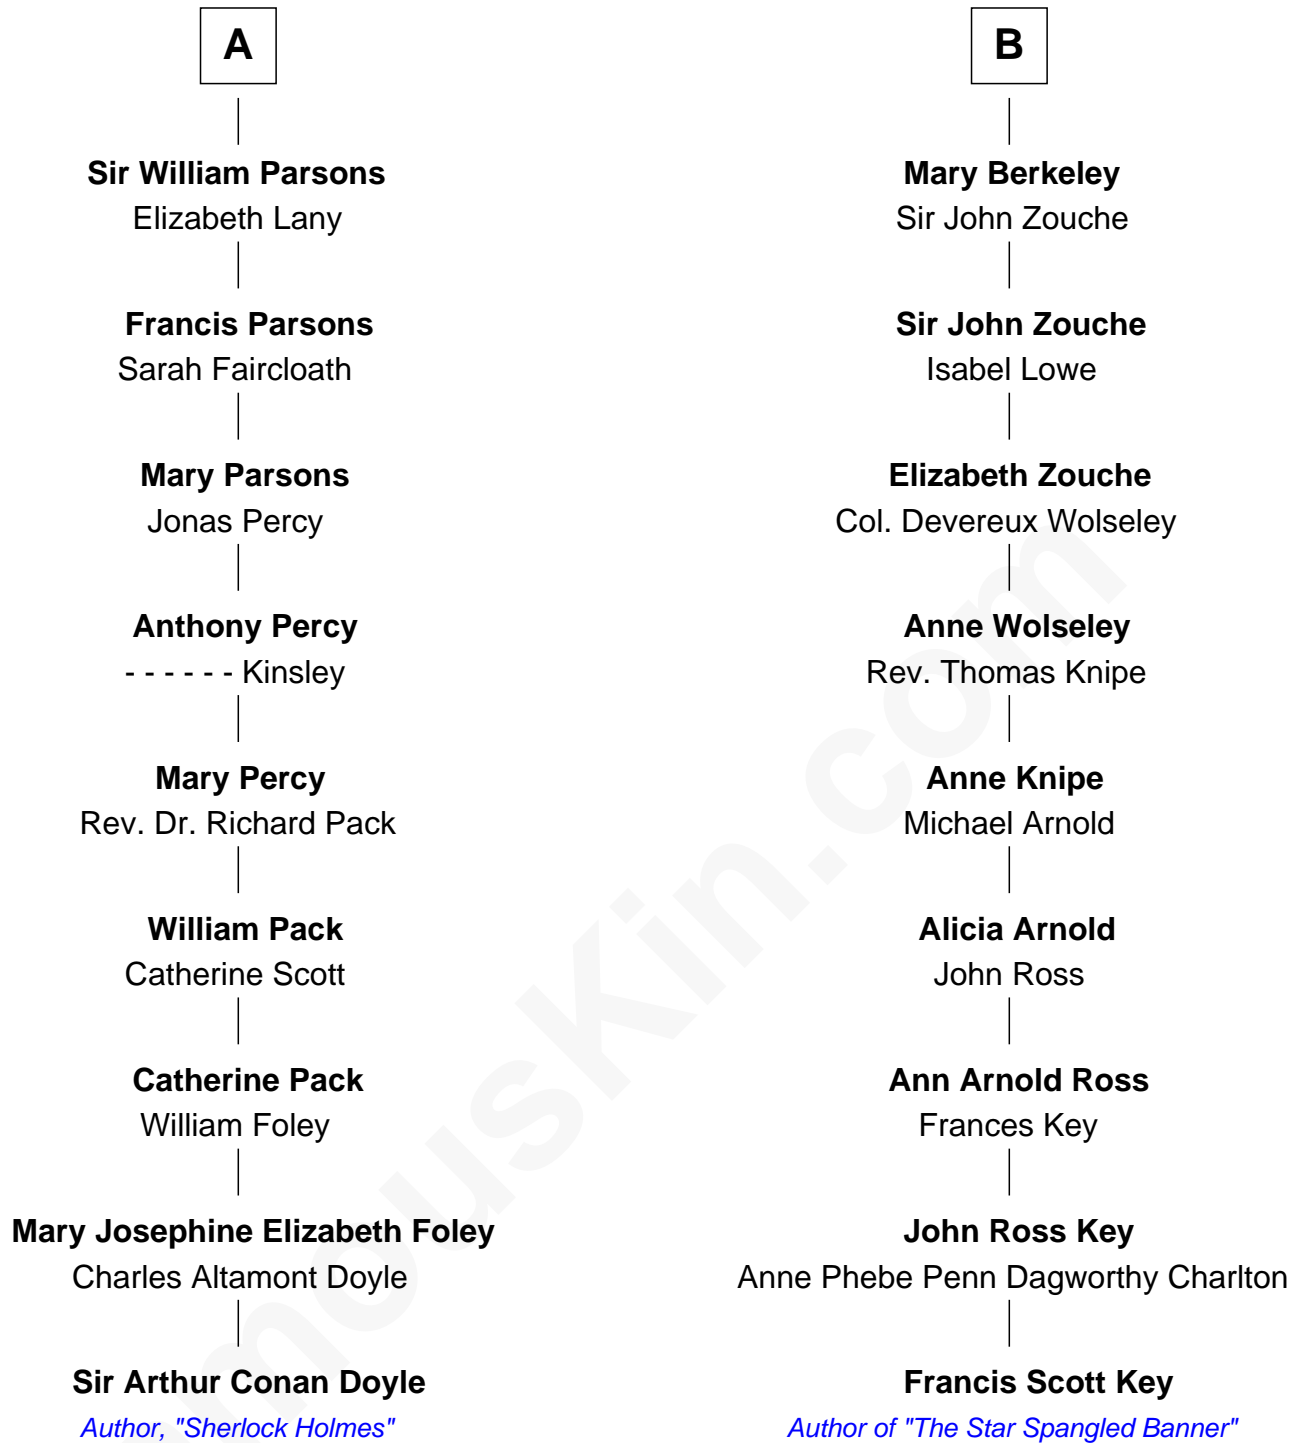 A
Sir William Parsons
Elizabeth Lany
Francis Parsons
Sarah Faircloath
Mary Parsons
Jonas Percy
Anthony Percy
- - - - - - Kinsley
Mary Percy
Rev. Dr. Richard Pack
William Pack
Catherine Scott
Catherine Pack
William Foley
Mary Josephine Elizabeth Foley
Charles Altamont Doyle
Sir Arthur Conan Doyle
Author, "Sherlock Holmes"
B
Mary Berkeley
Sir John Zouche
Sir John Zouche
Isabel Lowe
Elizabeth Zouche
Col. Devereux Wolseley
Anne Wolseley
Rev. Thomas Knipe
Anne Knipe
Michael Arnold
Alicia Arnold
John Ross
Ann Arnold Ross
Frances Key
John Ross Key
Anne Phebe Penn Dagworthy Charlton
Francis Scott Key
Author of "The Star Spangled Banner"
mousKin.com